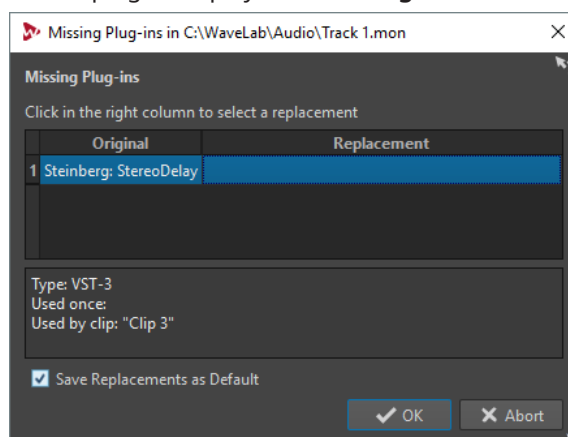 Missing Plug-ins in C:\WaveLab\Audio\Track 1.mon
Missing Plug-ins
Click in the right column to select a replacement
Original Replacement
1 Steinberg: StereoDelay
Type: VST-3
Used once:
Used by clip: "Clip 3"
Save Replacements as Default
OK Abort